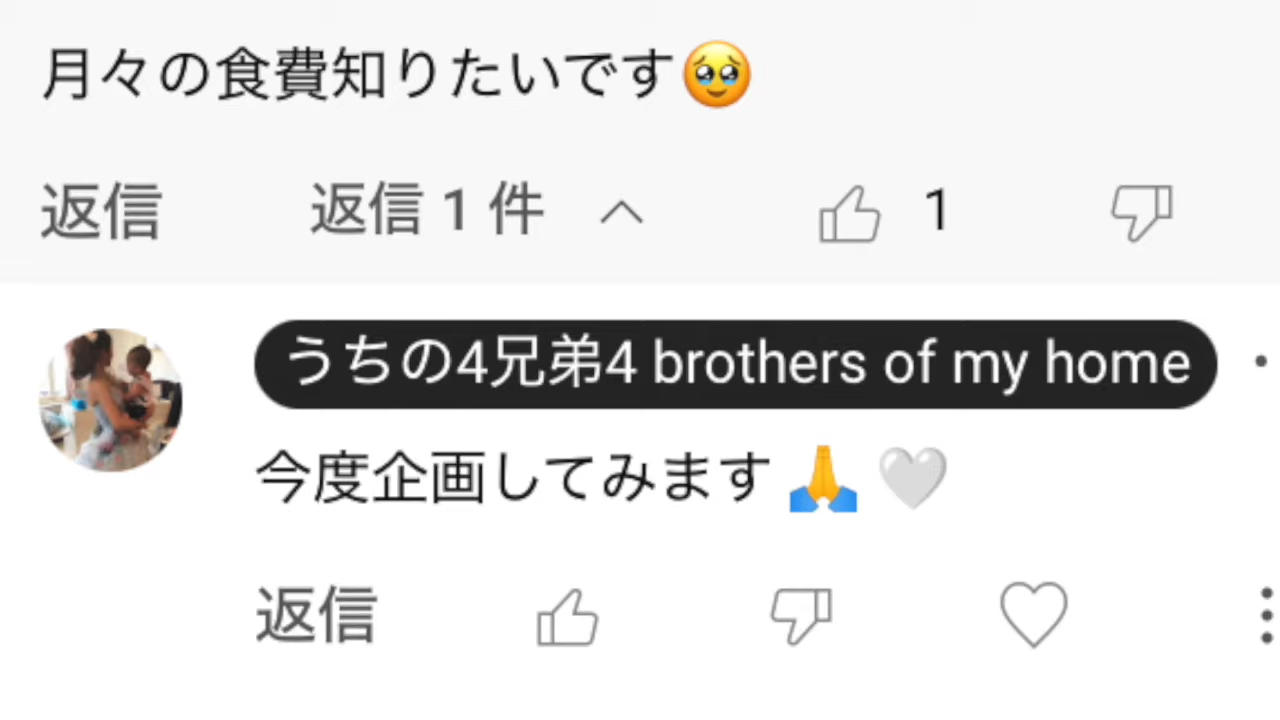 月々の食費知りたいです🥹
返信 返信 1 件 1
うちの4兄弟4 brothers of my home
今度企画してみます🙏🤍
返信